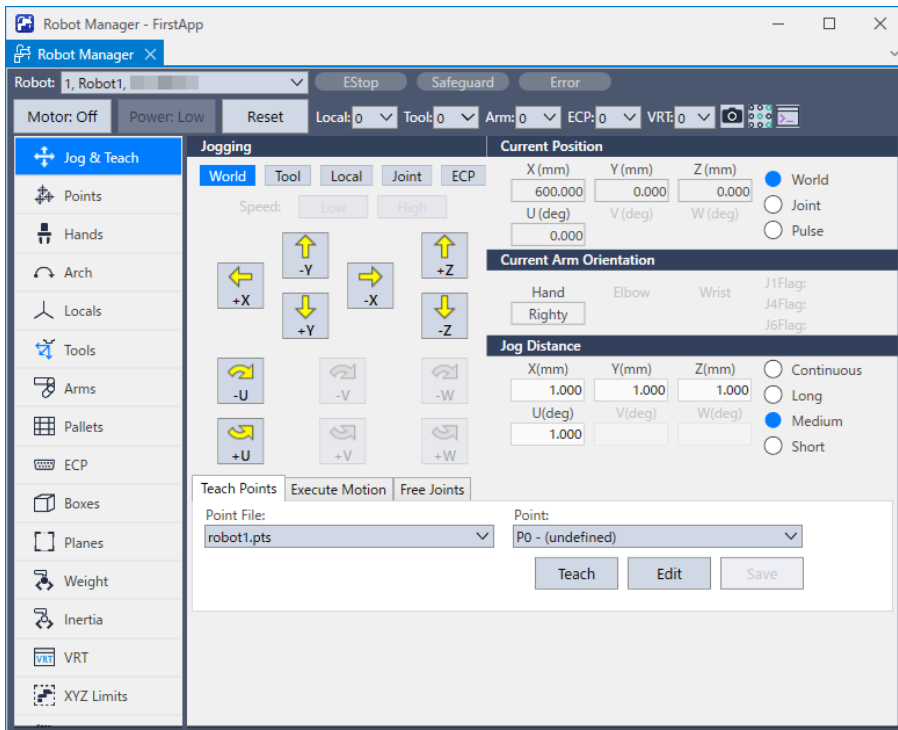 Robot Manager - FirstApp
Robot Manager
Robot: 1, Robot1, EStop Safeguard Error
Motor: Off Power: Low Reset Local: 0 Tool: 0 Arm: 0 ECP: 0 VRT: 0
Jog & Teach
Points
Hands
Arch
Locals
Tools
Arms
Pallets
ECP
Boxes
Planes
Weight
Inertia
VRT
XYZ Limits
Jogging
World Tool Local Joint ECP
Speed: Low High
-Y +Z
+X -X
+Y -Z
-U -V -W
+U +V +W
Current Position
X (mm) Y (mm) Z (mm)
600.000 0.000 0.000
U (deg) V (deg) W (deg)
0.000
World
Joint
Pulse
Current Arm Orientation
Hand Elbow Wrist
Righty
J1Flag:
J4Flag:
J6Flag:
Jog Distance
X(mm) Y(mm) Z(mm)
1.000 1.000 1.000
U(deg) V(deg) W(deg)
1.000
Continuous
Long
Medium
Short
Teach Points Execute Motion Free Joints
Point File: Point:
robot1.pts P0 - (undefined)
Teach Edit Save